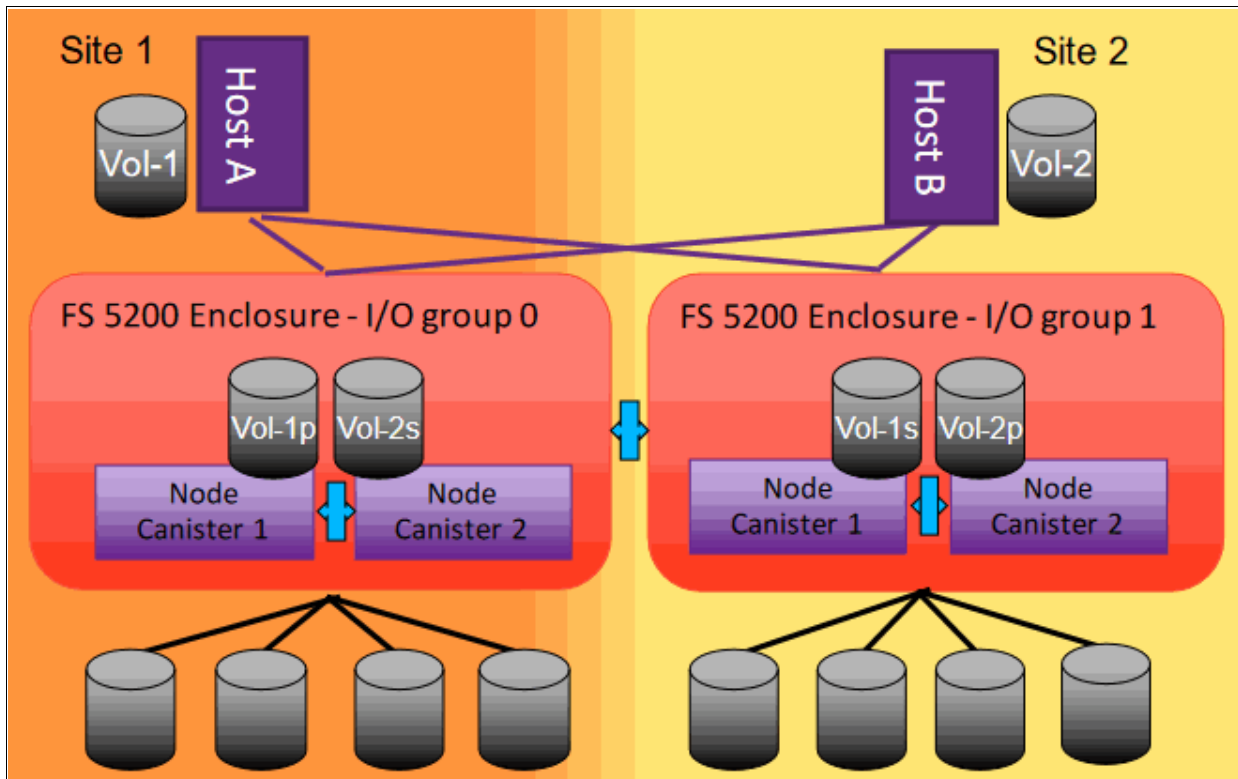 Site 1
Host A
Vol-1
Site 2
Host B
Vol-2
FS 5200 Enclosure - I/O group 0
Vol-1p
Vol-2s
Node
Canister 1
Node
Canister 2
FS 5200 Enclosure - I/O group 1
Vol-1s
Vol-2p
Node
Canister 1
Node
Canister 2